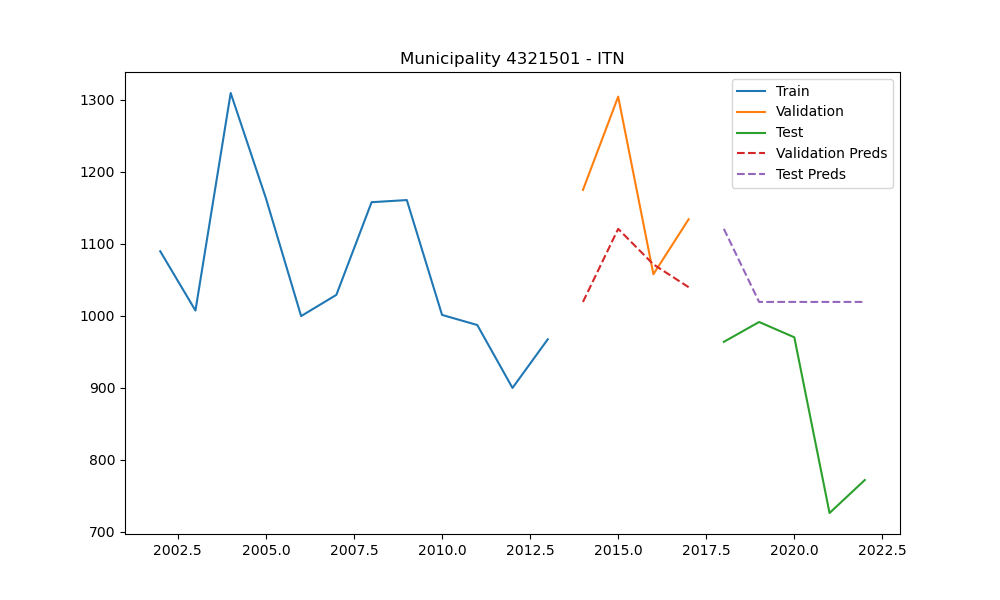 Municipality 4321501 - ITN
Train
Validation
Test
Validation Preds
Test Preds
1300
1200
1100
1000
900
800
700
2002.5 2005.0 2007.5 2010.0 2012.5 2015.0 2017.5 2020.0 2022.5